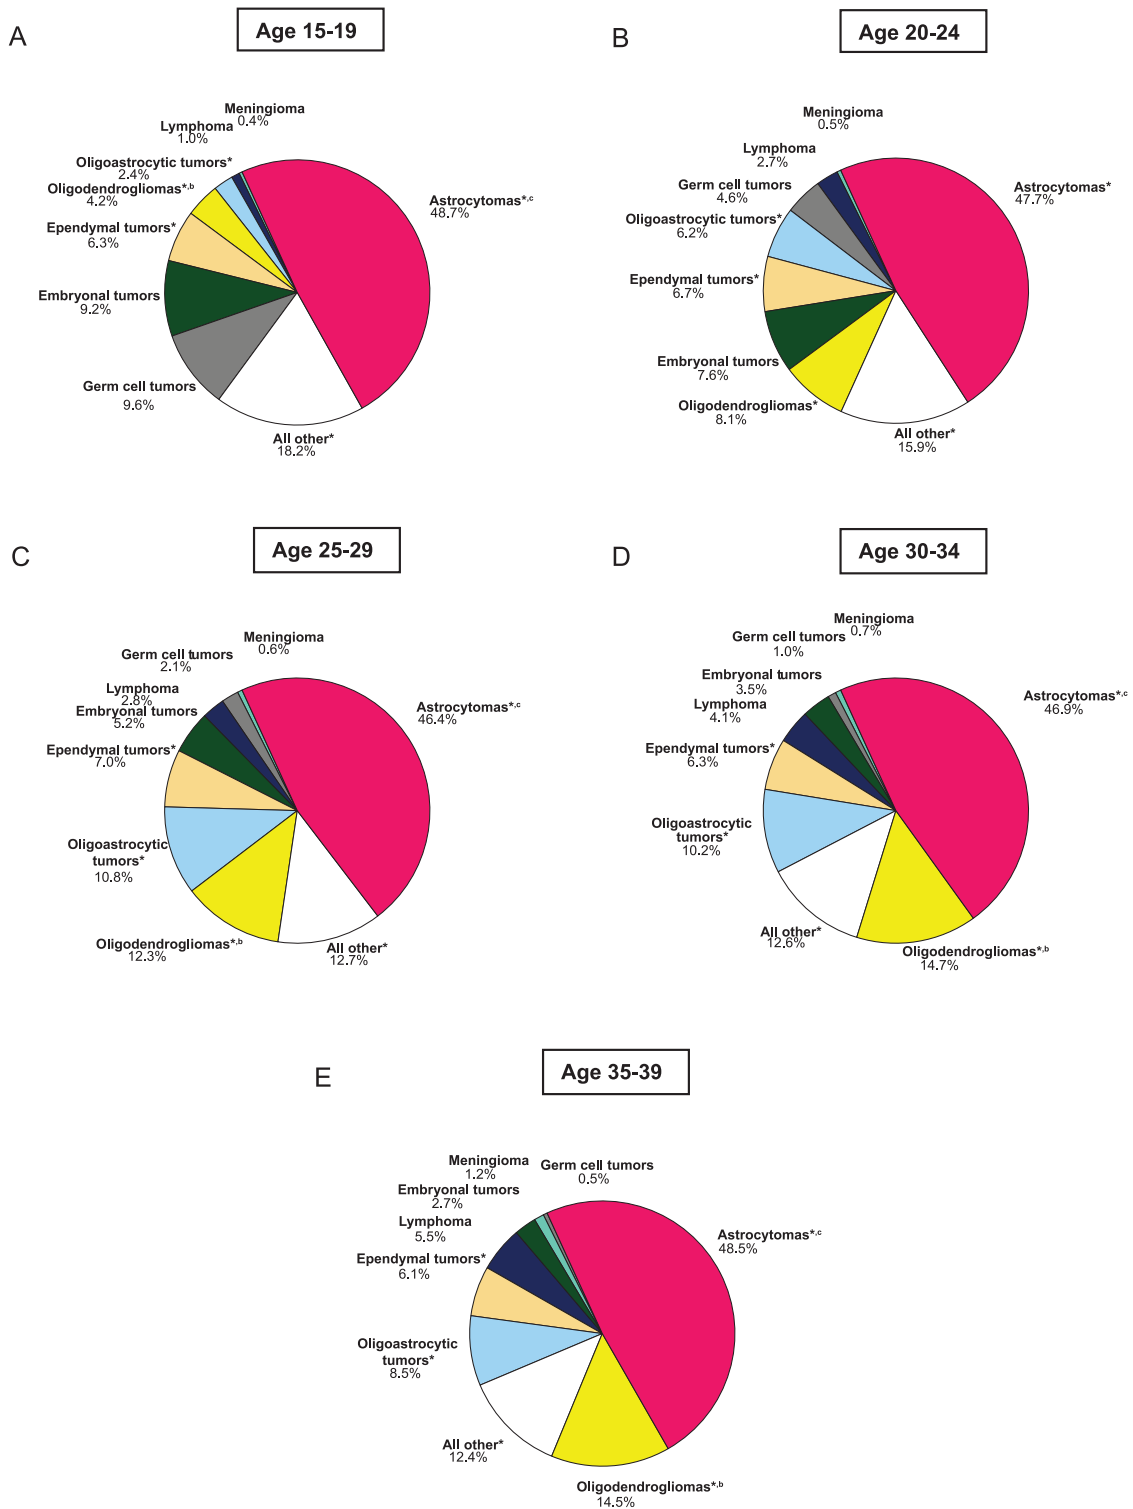 A
Age 15-19
Meningioma
0.4%
Lymphoma
1.0%
Oligoastrocytic tumors*
2.4%
Oligodendrogliomas*,b
4.2%
Ependymal tumors*
6.3%
Embryonal tumors
9.2%
Germ cell tumors
9.6%
All other*
18.2%
Astrocytomas*,c
48.7%
B
Age 20-24
Meningioma
0.5%
Lymphoma
2.7%
Germ cell tumors
4.6%
Oligoastrocytic tumors*
6.2%
Ependymal tumors*
6.7%
Embryonal tumors
7.6%
Oligodendrogliomas*
8.1%
All other*
15.9%
Astrocytomas*
47.7%
C
Age 25-29
Meningioma
0.6%
Germ cell tumors
2.1%
Lymphoma
2.8%
Embryonal tumors
5.2%
Ependymal tumors*
7.0%
Oligoastrocytic
tumors*
10.8%
Oligodendrogliomas*,b
12.3%
All other*
12.7%
Astrocytomas*,c
46.4%
D
Age 30-34
Meningioma
0.7%
Germ cell tumors
1.0%
Embryonal tumors
3.5%
Lymphoma
4.1%
Ependymal tumors*
6.3%
Oligoastrocytic
tumors*
10.2%
All other*
12.6%
Oligodendrogliomas*,b
14.7%
Astrocytomas*,c
46.9%
E
Age 35-39
Germ cell tumors
0.5%
Meningioma
1.2%
Embryonal tumors
2.7%
Lymphoma
5.5%
Ependymal tumors*
6.1%
Oligoastrocytic
tumors*
8.5%
All other*
12.4%
Oligodendrogliomas*,b
14.5%
Astrocytomas*,c
48.5%